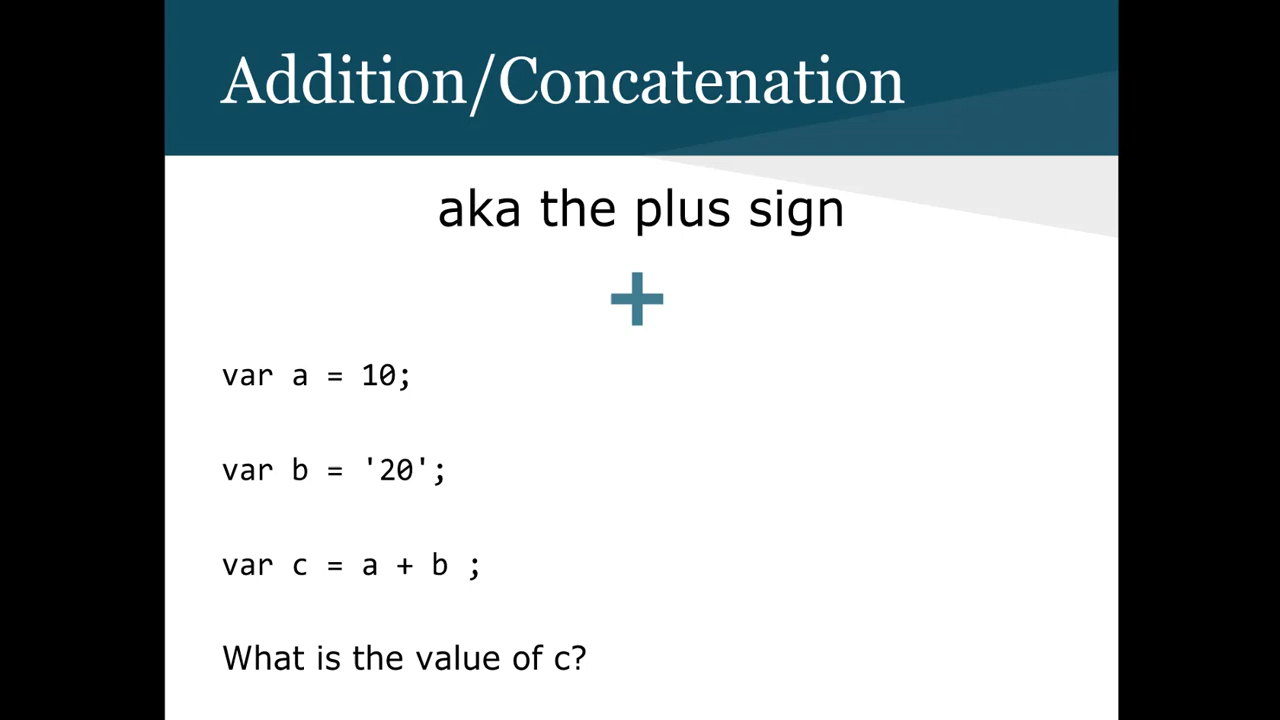 Addition/Concatenation
aka the plus sign
+
var a = 10;
var b = '20';
var c = a + b ;
What is the value of c?